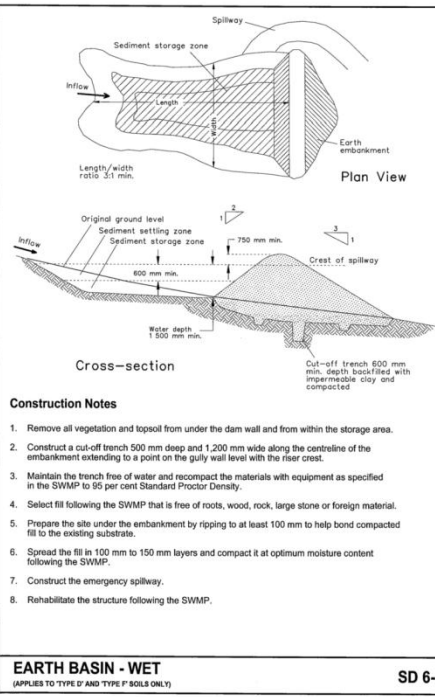 Spillway
Sediment storage zone
Inflow
Length
Width
Earth
embankment
Length/width
ratio 3:1 min.
Plan View
2
1
3
1
Original ground level
Sediment settling zone
Sediment storage zone
Inflow
750 mm min.
Crest of spillway
600 mm min.
Water depth
1 500 mm min.
Cross-section
Cut-off trench 600 mm
min. depth backfilled with
impermeable clay and
compacted
Construction Notes
1. Remove all vegetation and topsoil from under the dam wall and from within the storage area.
2. Construct a cut-off trench 500 mm deep and 1,200 mm wide along the centreline of the
embankment extending to a point on the gully wall level with the riser crest.
3. Maintain the trench free of water and recompact the materials with equipment as specified
in the SWMP to 95 per cent Standard Proctor Density.
4. Select fill following the SWMP that is free of roots, wood, rock, large stone or foreign material.
5. Prepare the site under the embankment by ripping to at least 100 mm to help bond compacted
fill to the existing substrate.
6. Spread the fill in 100 mm to 150 mm layers and compact it at optimum moisture content
following the SWMP.
7. Construct the emergency spillway.
8. Rehabilitate the structure following the SWMP.
EARTH BASIN - WET
(APPLIES TO 'TYPE D' AND 'TYPE F' SOILS ONLY)
SD 6-